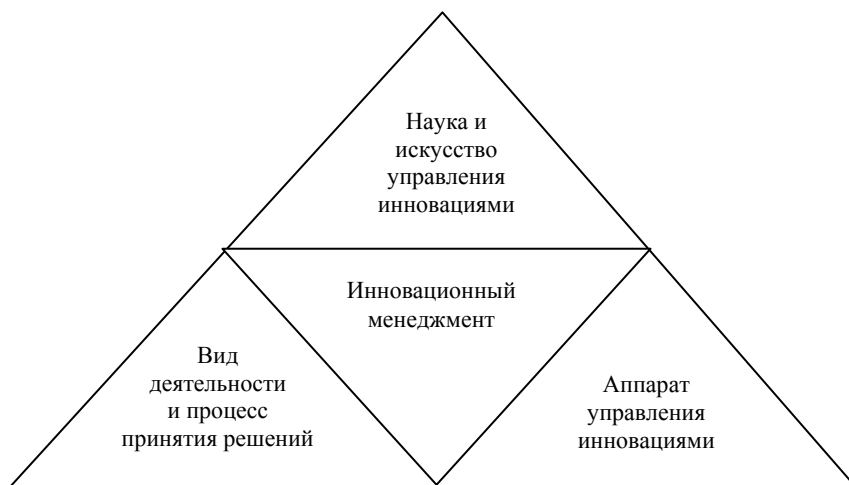 Наука и
искусство
управления
инновациями
Инновационный
менеджмент
Вид
деятельности
и процесс
принятия решений
Аппарат
управления
инновациями